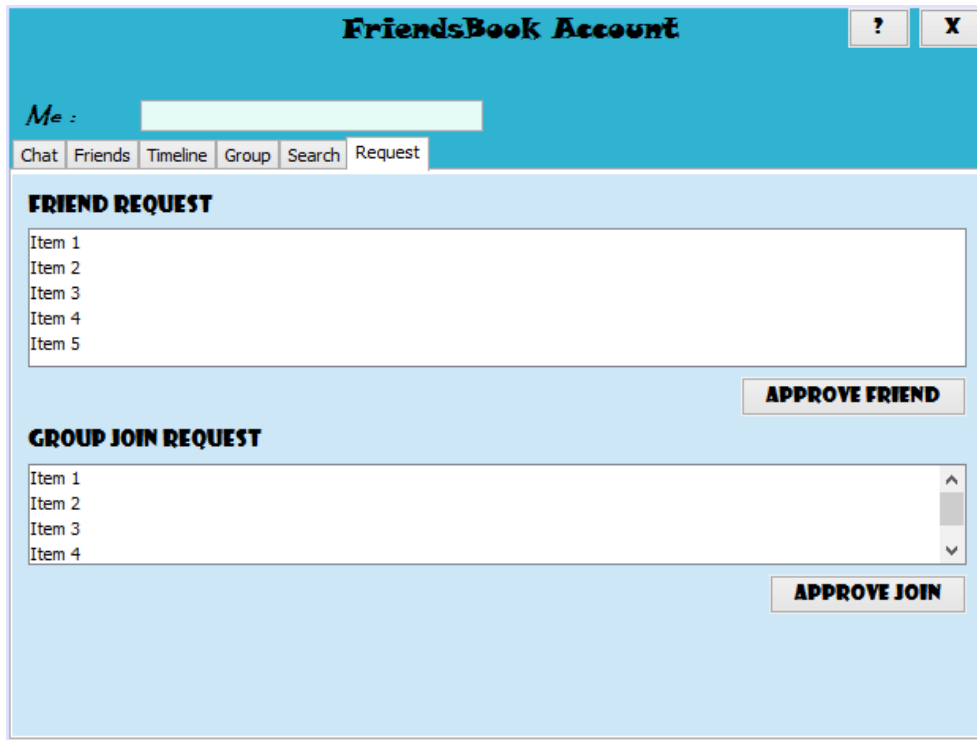 FriendsBook Account ? X
Me :
Chat Friends Timeline Group Search Request
FRIEND REQUEST
Item 1
Item 2
Item 3
Item 4
Item 5
APPROVE FRIEND
GROUP JOIN REQUEST
Item 1
Item 2
Item 3
Item 4
APPROVE JOIN